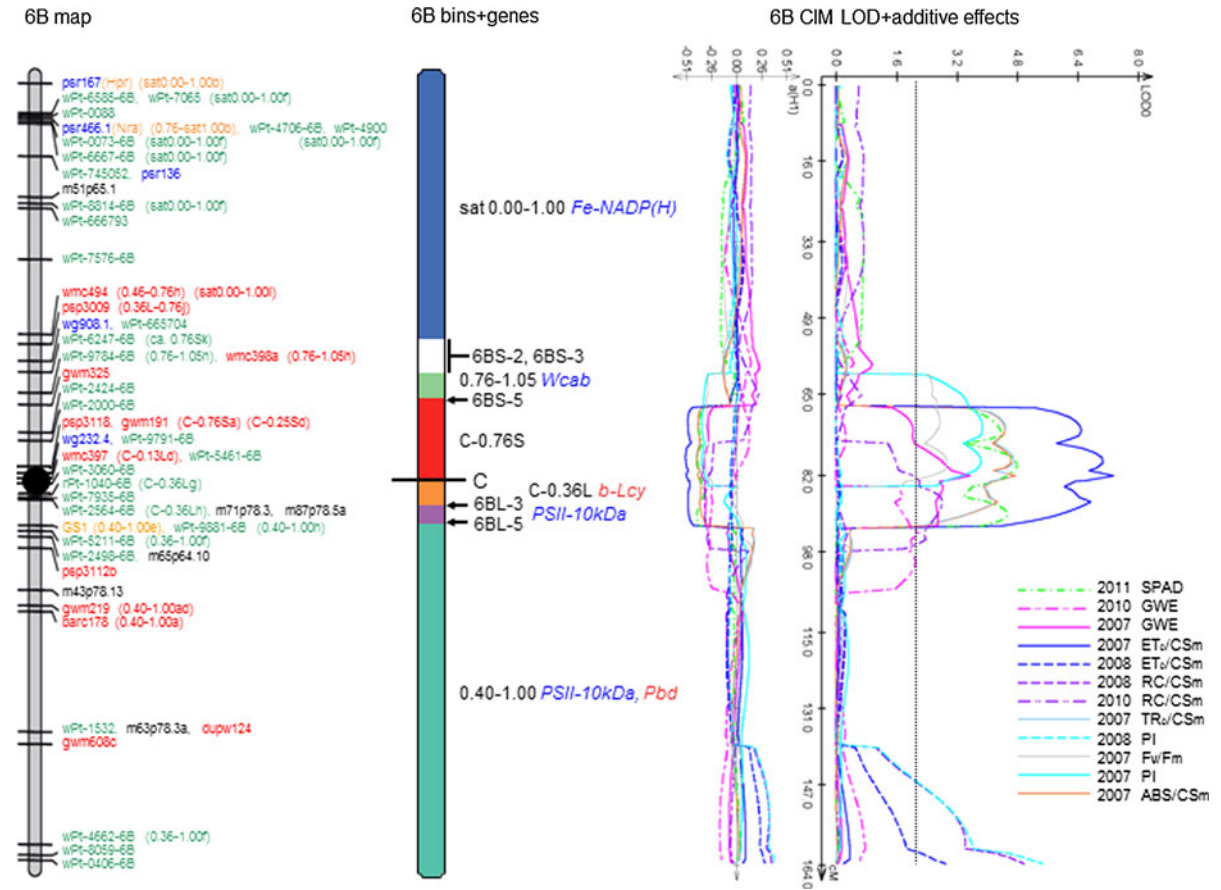 6B map
6B bins+genes
6B CIM LOD+additive effects
psr167(Hpr) (sat0.00-1.00b)
wPt-6585-6B, wPt-7065 (sat0.00-1.00f)
wPt-0088
psr466.1(Nra) (0.76-sat1.00b), wPt-4706-6B, wPt-4900
wPt-0073-6B (sat0.00-1.00f) (sat0.00-1.00f)
wPt-6667-6B (sat0.00-1.00f)
wPt-745052, psr136
m51p65.1
wPt-8814-6B (sat0.00-1.00f)
wPt-666793
wPt-7576-6B
wmc494 (0.46-0.76h) (sat0.00-1.00l)
psp3009 (0.36L-0.76j)
wg908.1, wPt-665704
wPt-6247-6B (ca. 0.76Sk)
wPt-9784-6B (0.76-1.05h), wmc398a (0.76-1.05h)
gwm325
wPt-2424-6B
wPt-2000-6B
psp3118, gwm191 (C-0.76Sa) (C-0.25Sd)
wg232.4, wPt-9791-6B
wmc397 (C-0.13Ld), wPt-5461-6B
wPt-3060-6B
rPt-1040-6B (C-0.36Lg)
wPt-7935-6B
wPt-2564-6B (C-0.36Lh), m71p78.3, m87p78.5a
GS1 (0.40-1.00e), wPt-9881-6B (0.40-1.00h)
wPt-5211-6B (0.36-1.00f)
wPt-2498-6B, m65p64.10
psp3112b
m43p78.13
gwm219 (0.40-1.00ad)
barc178 (0.40-1.00a)
wPt-1532, m63p78.3a, dupw124
gwm608c
wPt-4662-6B (0.36-1.00f)
wPt-8059-6B
wPt-0406-6B
sat 0.00-1.00 Fe-NADP(H)
6BS-2, 6BS-3
0.76-1.05 Wcab
6BS-5
C-0.76S
C
C-0.36L b-Lcy
6BL-3
PSII-10kDa
6BL-5
0.40-1.00 PSII-10kDa, Pbd
-0.51 -0.26 0.00 0.26 0.51
a(H1)
0.0 1.6 3.2 4.8 6.4 8.0
LOD0
0.0
16.0
33.0
49.0
65.0
82.0
98.0
115.0
131.0
147.0
164.0
cM
2011 SPAD
2010 GWE
2007 GWE
2007 ET₀/CSm
2008 ET₀/CSm
2008 RC/CSm
2010 RC/CSm
2007 TR₀/CSm
2008 PI
2007 Fv/Fm
2007 PI
2007 ABS/CSm